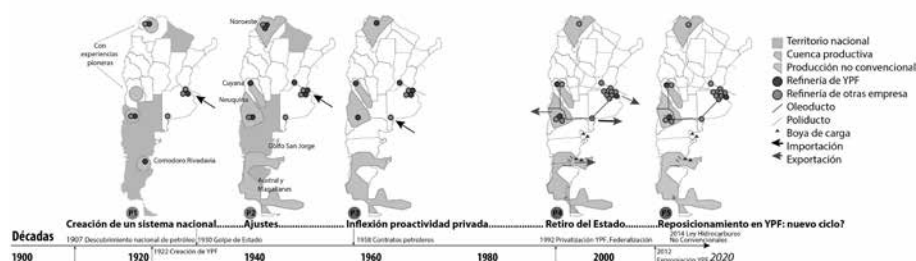 Con
experiencias
pioneras
Comodoro Rivadavia
P1
Noroeste
Cuyana
Neuquina
Golfo San Jorge
Austral y
Magallanes
P2
P3
P4
P5
Territorio nacional
Cuenca productiva
Producción no convencional
Refinería de YPF
Refinería de otras empresa
Oleoducto
Poliducto
Boya de carga
Importación
Exportación
Creación de un sistema nacional.....Ajustes.....Inflexión proactividad privada.....Retiro del Estado.....Reposicionamiento en YPF: nuevo ciclo?
Décadas
1907 Descubrimiento nacional de petróleo
1930 Golpe de Estado
1958 Contratos petroleros
1992 Privatización YPF, Federalización
2014 Ley Hidrocarburos
No Convencionales
1900
1920
1922 Creación de YPF
1940
1960
1980
2000
2012
Expropiación YPF
2020